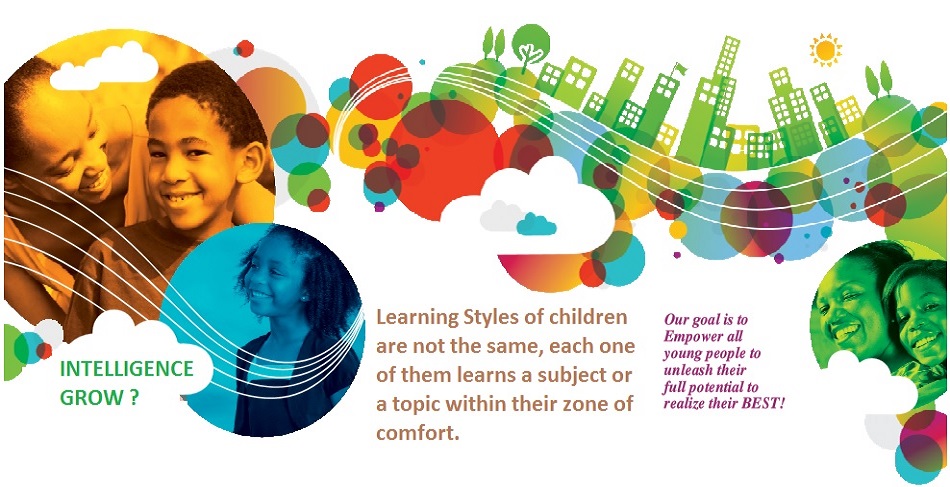 INTELLIGENCE
GROW ?
Learning Styles of children
are not the same, each one
of them learns a subject or
a topic within their zone of
comfort.
Our goal is to
Empower all
young people to
unleash their
full potential to
realize their BEST!